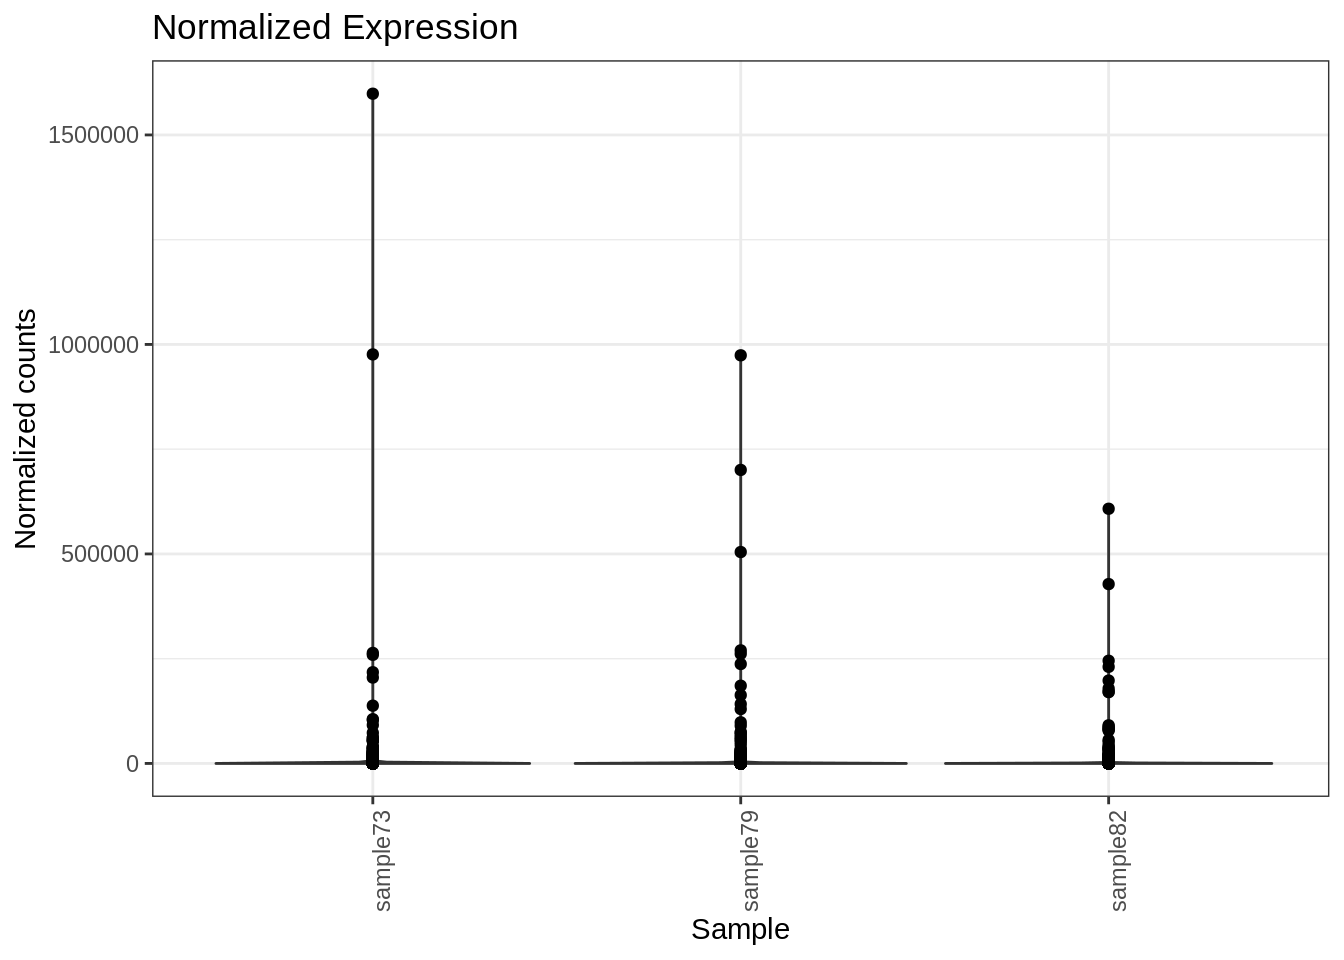 Normalized Expression
Normalized counts
1500000
1000000
500000
0
sample73
sample79
sample82
Sample